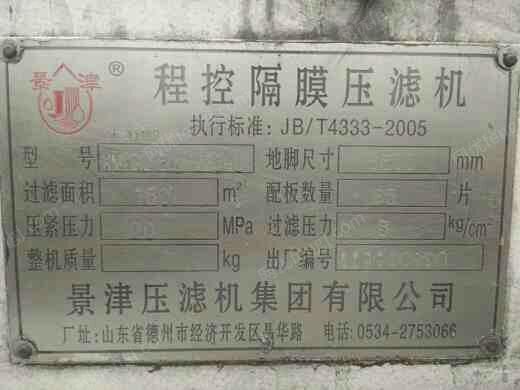 景津® 程控隔膜压滤机
执行标准: JB/T4333-2005
型号 地脚尺寸 mm
过滤面积 m² 配板数量 片
压紧压力 MPa 过滤压力 kg/cm²
整机质量 kg 出厂编号
景津压滤机集团有限公司
厂址:山东省德州市经济开发区晶华路 电话:0534-2753066